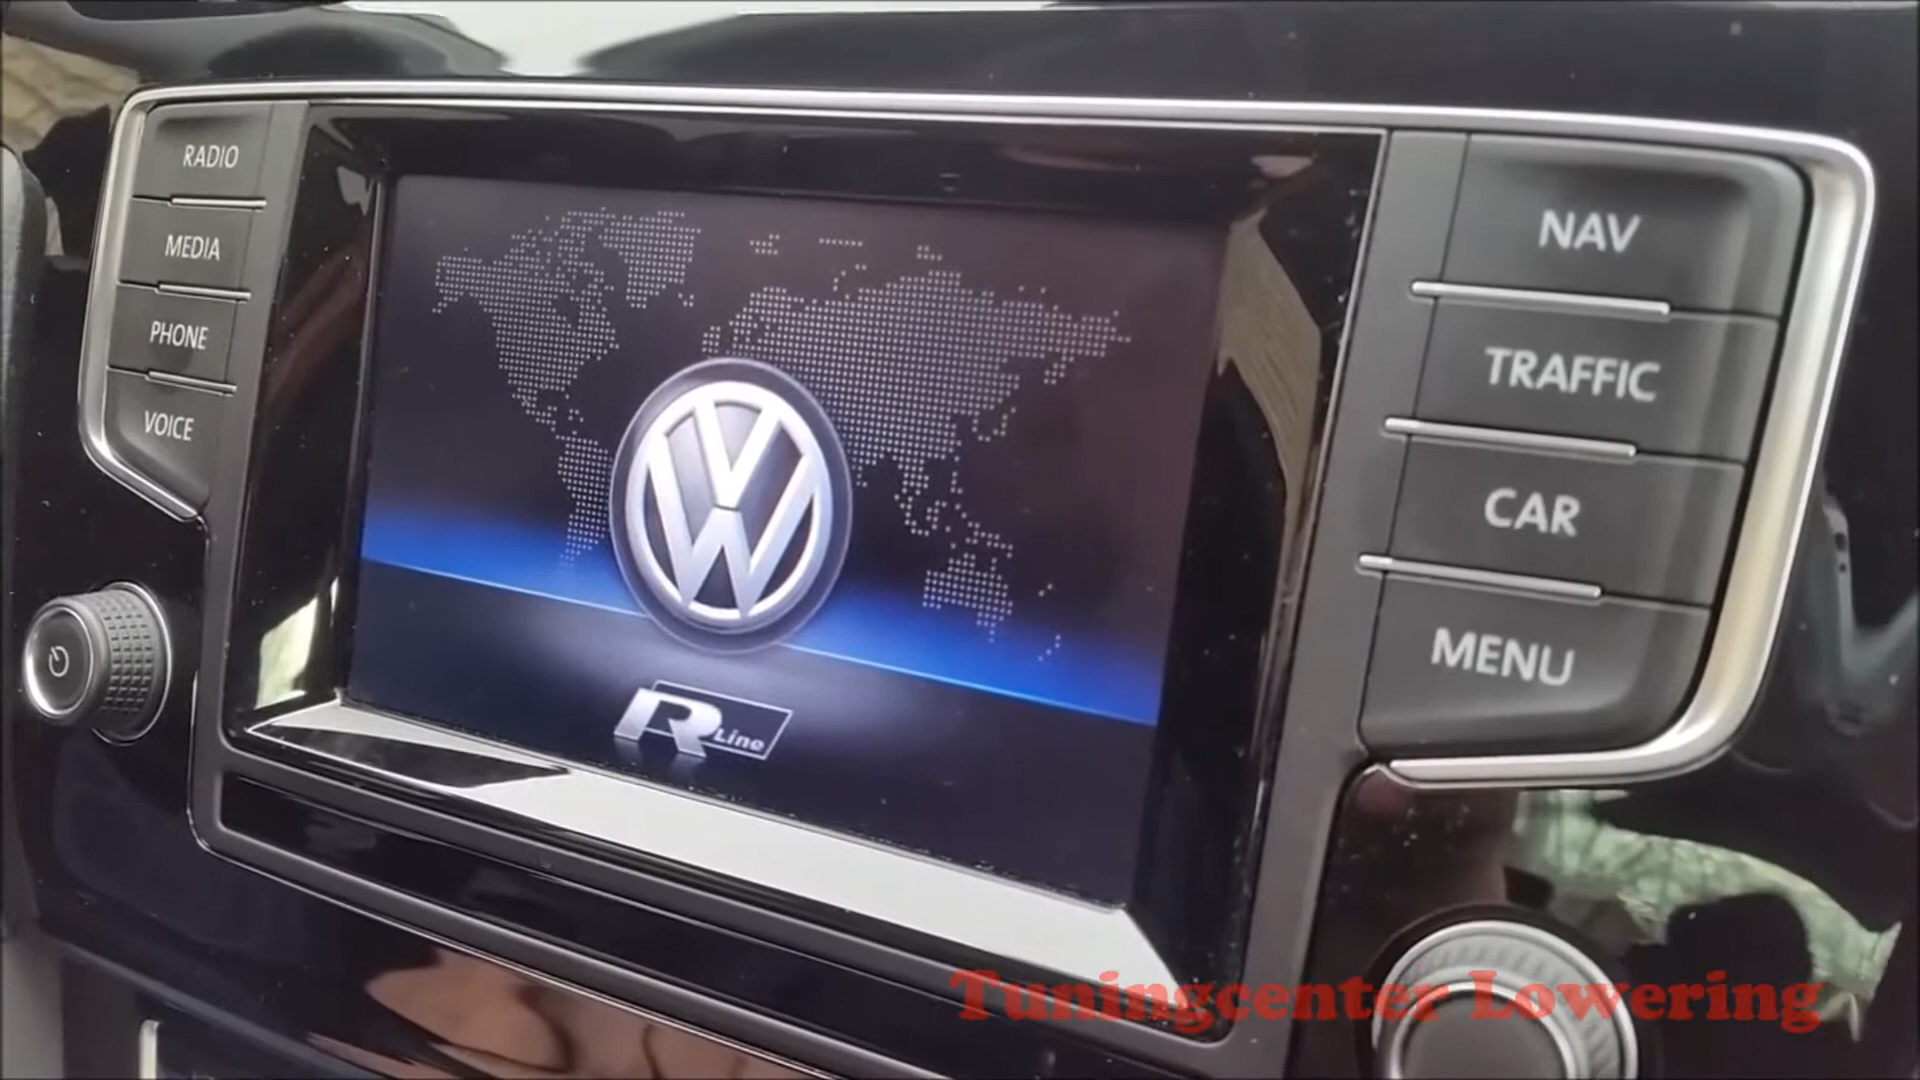 RADIO
MEDIA
PHONE
VOICE
NAV
TRAFFIC
CAR
MENU
R Line
Tuningcenter Lowering